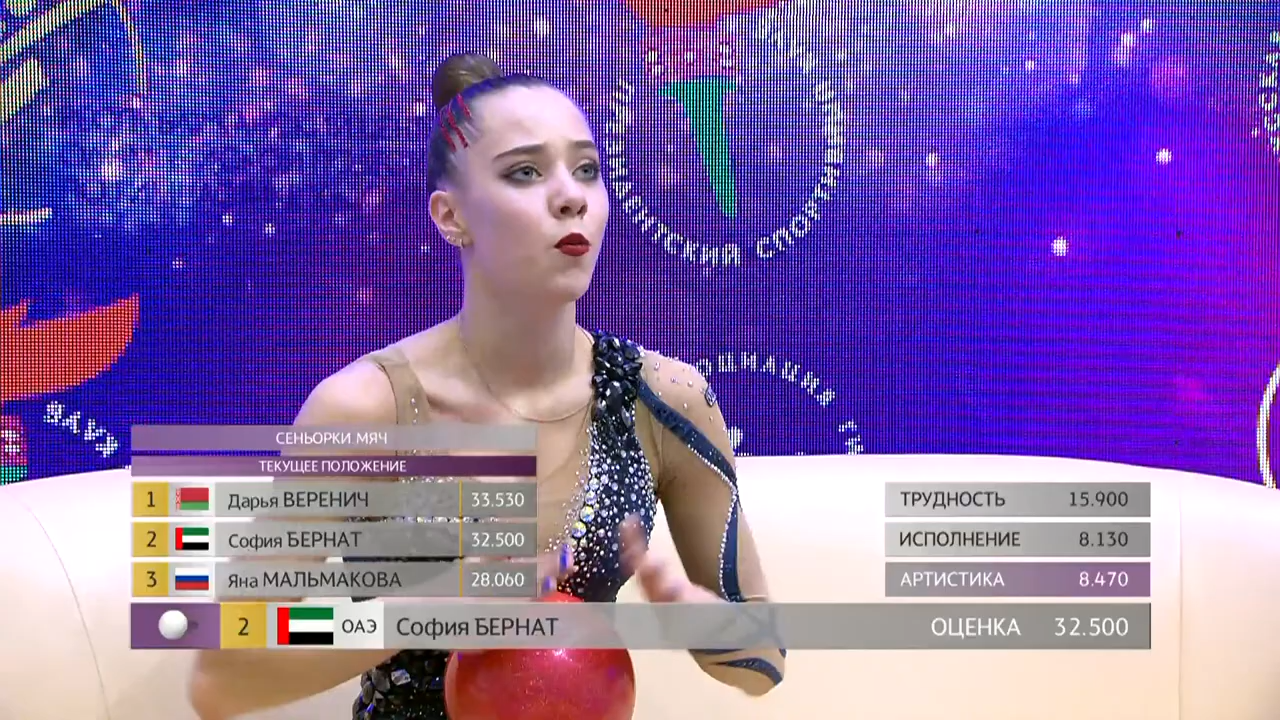 СЕНЬОРКИ МЯЧ
ТЕКУЩЕЕ ПОЛОЖЕНИЕ
1 Дарья ВЕРЕНИЧ 33.530
2 София БЕРНАТ 32.500
3 Яна МАЛЬМАКОВА 28.060
ТРУДНОСТЬ 15.900
ИСПОЛНЕНИЕ 8.130
АРТИСТИКА 8.470
2 ОАЭ София БЕРНАТ ОЦЕНКА 32.500